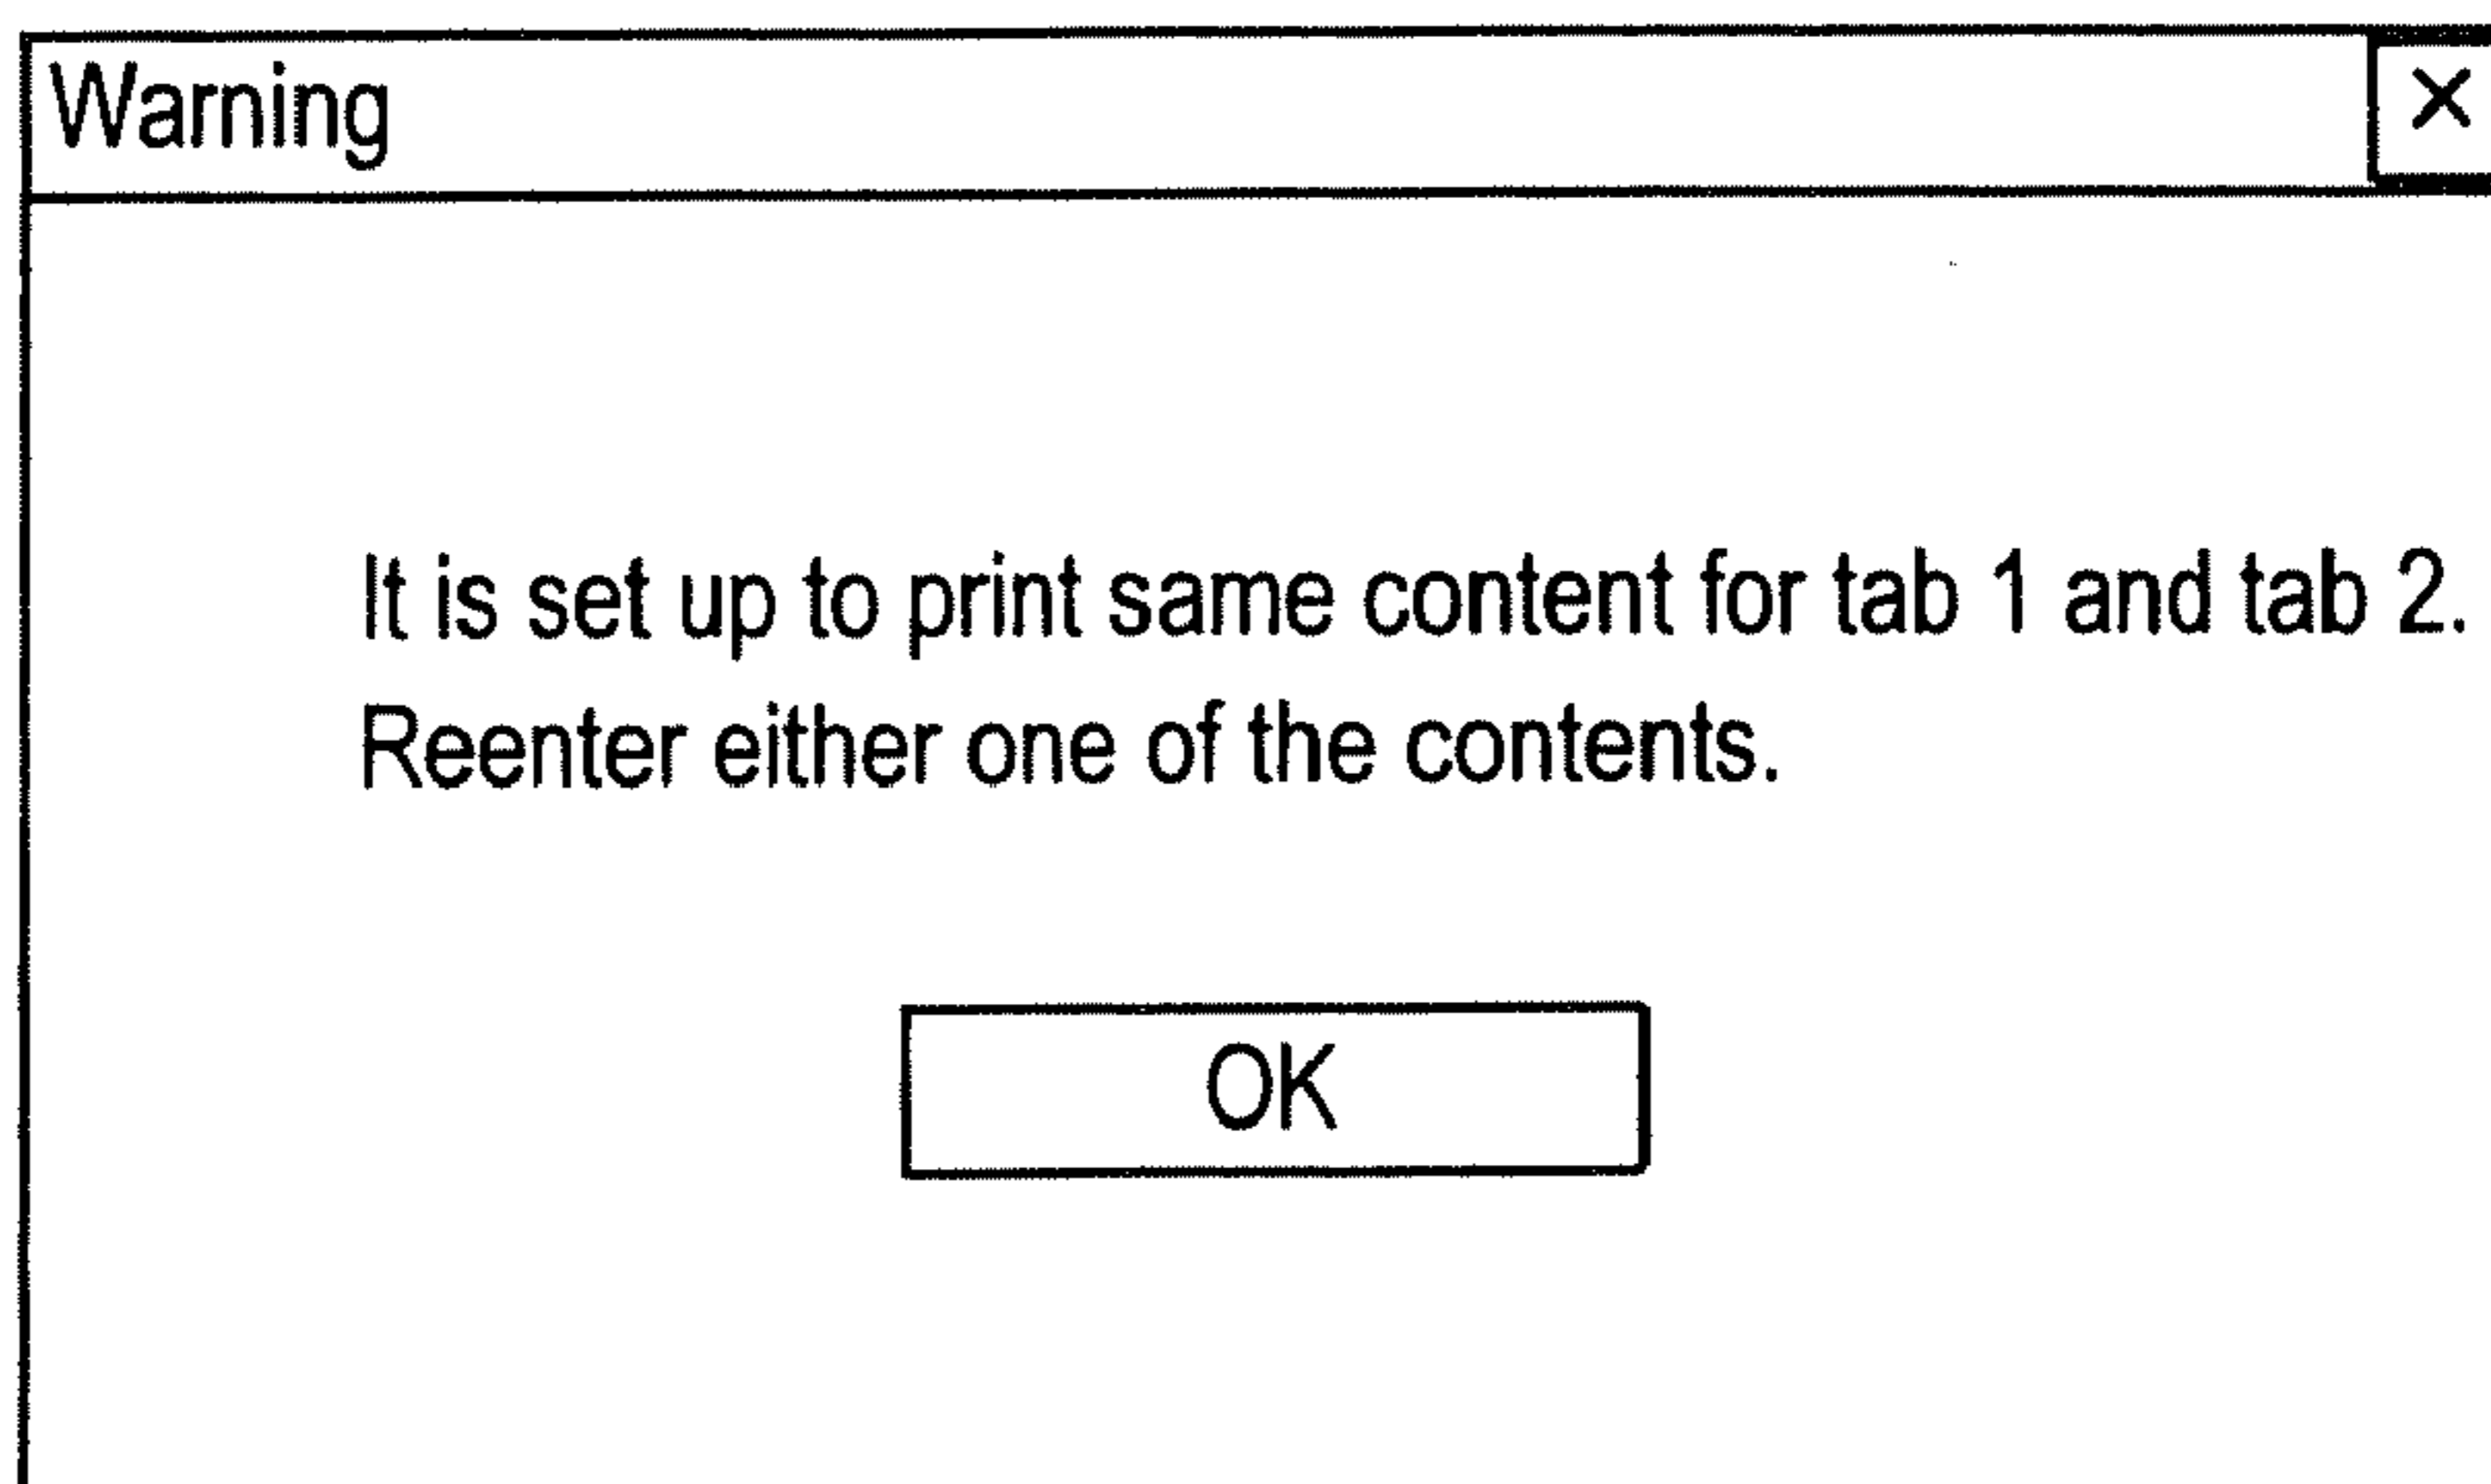 Warning ×
It is set up to print same content for tab 1 and tab 2.
Reenter either one of the contents.
OK